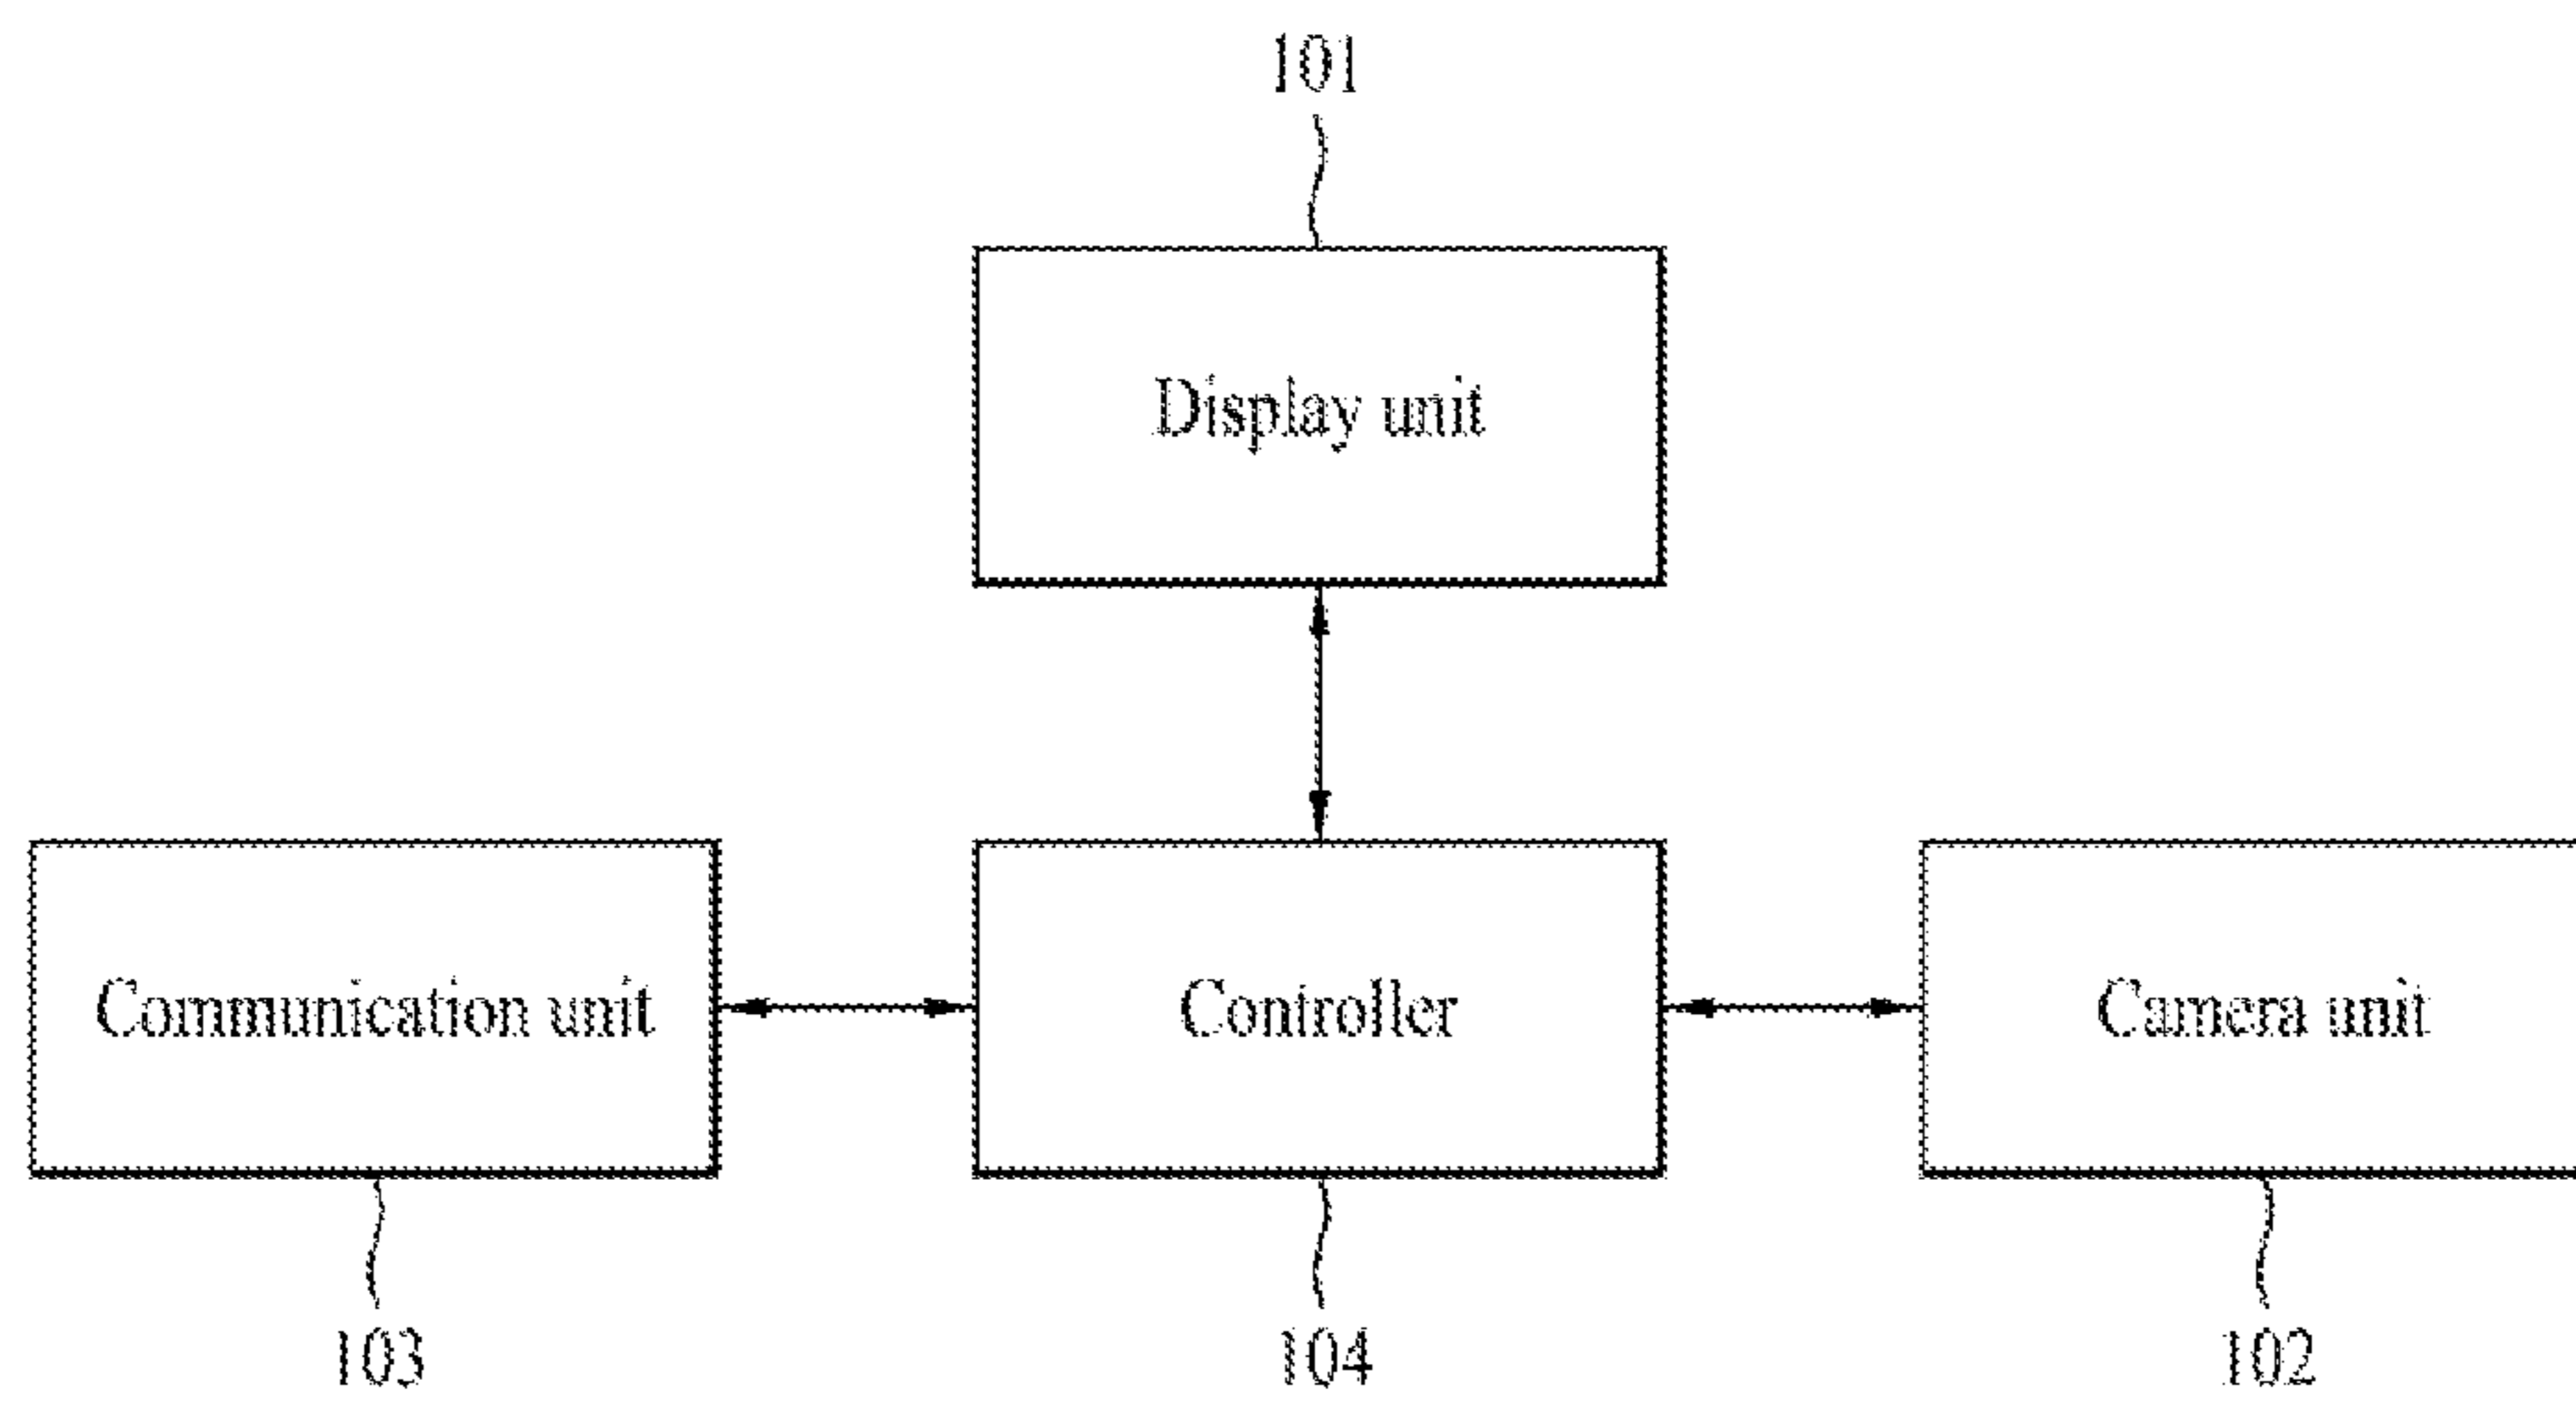 101
Display unit
Communication unit
Controller
Camera unit
103
104
102